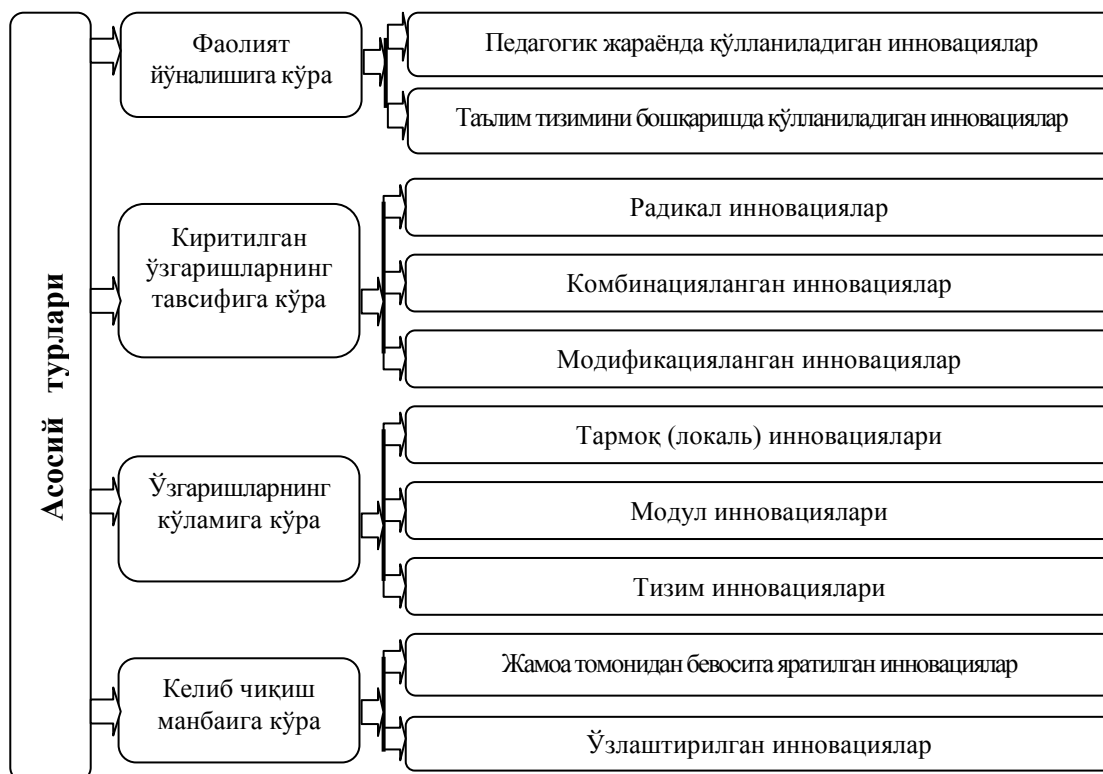 Асосий турлари
Фаолият
йўналишига кўра
Педагогик жараёнда қўлланиладиган инновациялар
Таълим тизимини бошқаришда қўлланиладиган инновациялар
Киритилган
ўзгаришларнинг
тавсифига кўра
Радикал инновациялар
Комбинацияланган инновациялар
Модификацияланган инновациялар
Ўзгаришларнинг
кўламига кўра
Тармоқ (локаль) инновациялари
Модул инновациялари
Тизим инновациялари
Келиб чиқиш
манбаига кўра
Жамоа томонидан бевосита яратилган инновациялар
Ўзлаштирилган инновациялар